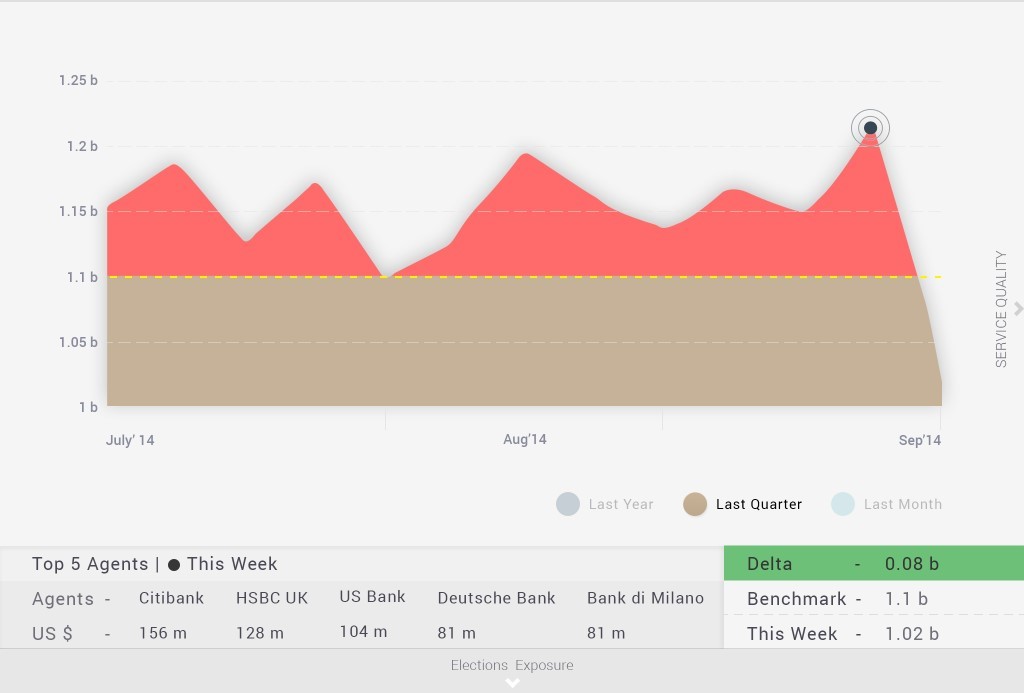 1.25 b
1.2 b
1.15 b
1.1 b
1.05 b
1 b
SERVICE QUALITY
July' 14 Aug'14 Sep'14
Last Year Last Quarter Last Month
Top 5 Agents | ● This Week
Agents - Citibank HSBC UK US Bank Deutsche Bank Bank di Milano
US $ - 156 m 128 m 104 m 81 m 81 m
Delta - 0.08 b
Benchmark - 1.1 b
This Week - 1.02 b
Elections Exposure